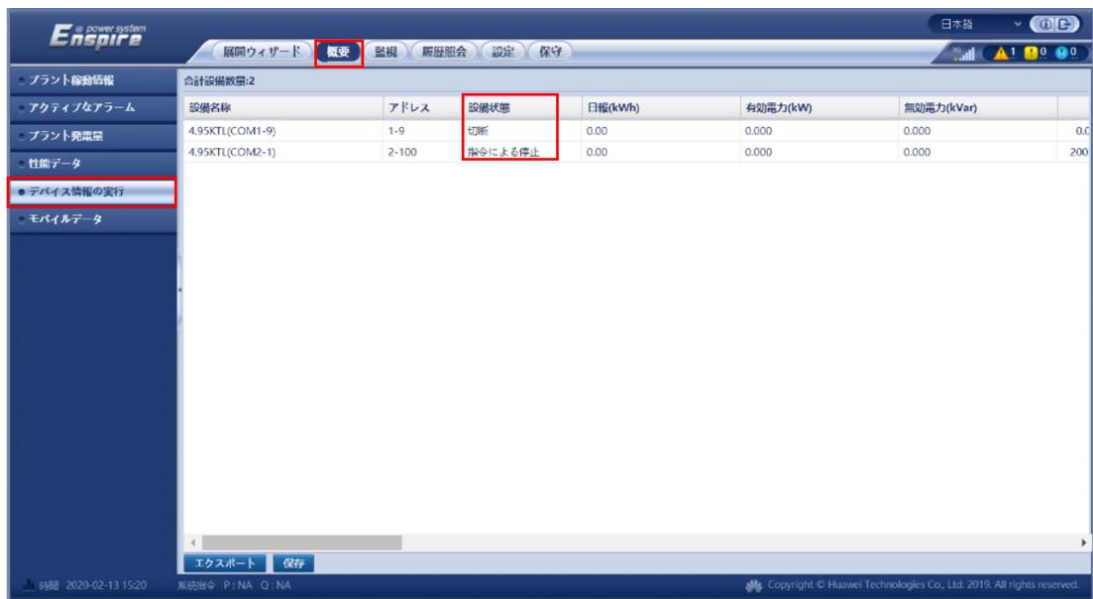 e power system
Enspire
日本語
展開ウィザード 概要 監視 履歴照会 設定 保守
3G 1 0 0
プラント稼動情報
アクティブなアラーム
プラント発電量
性能データ
デバイス情報の実行
モバイルデータ
合計設備数量:2
設備名称 アドレス 設備状態 日報(kWh) 有効電力(kW) 無効電力(kVar)
4.95KTL(COM1-9) 1-9 切断 0.00 0.000 0.000 0.0
4.95KTL(COM2-1) 2-100 指令による停止 0.00 0.000 0.000 200
エクスポート 保存
時間 2020-02-13 15:20 系統指令 P:NA Q:NA Copyright © Huawei Technologies Co., Ltd. 2019. All rights reserved.